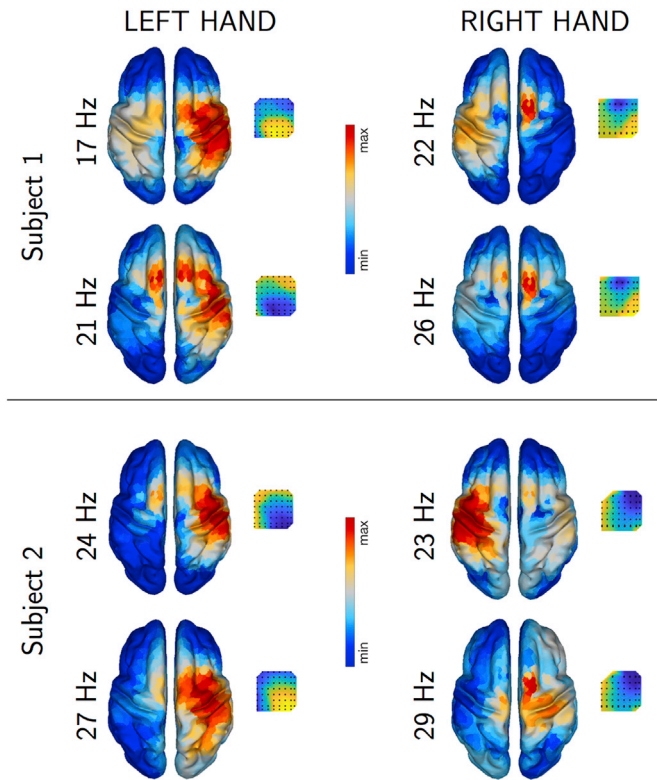 LEFT HAND
RIGHT HAND
Subject 1
17 Hz
max
min
22 Hz
21 Hz
26 Hz
Subject 2
24 Hz
max
min
23 Hz
27 Hz
29 Hz